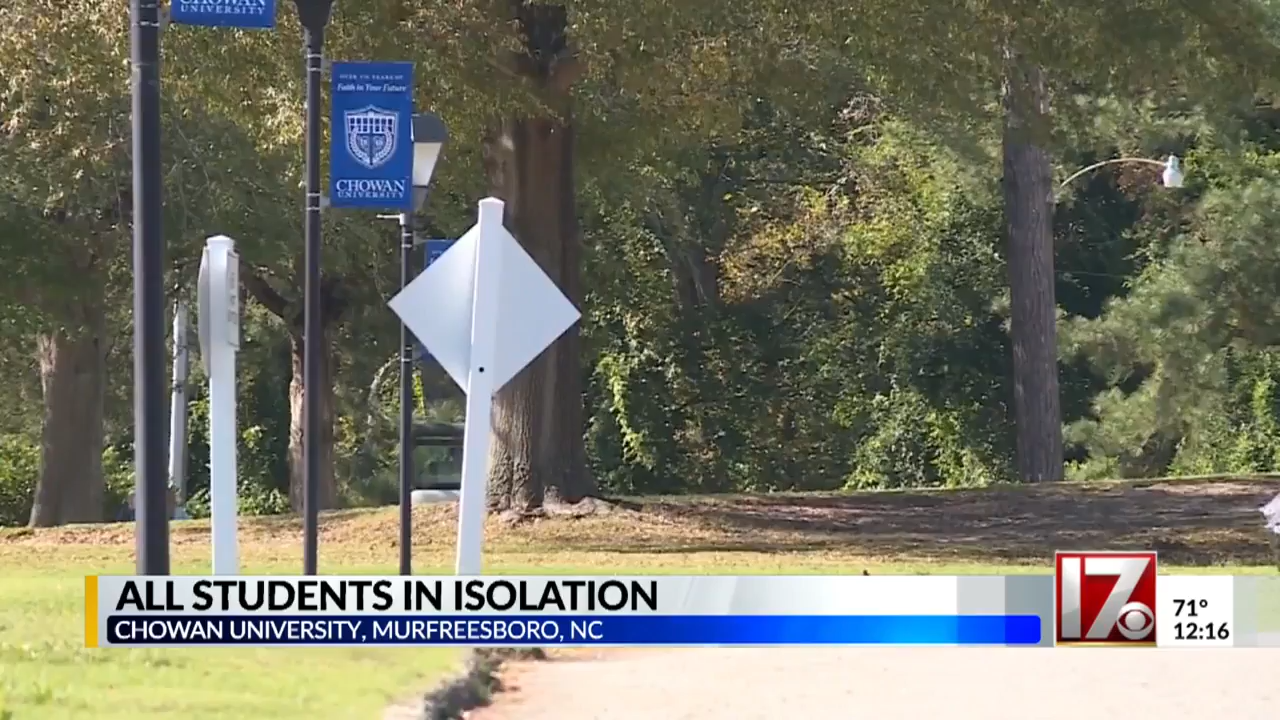 CHOWAN
UNIVERSITY
Faith in Your Future
CHOWAN
UNIVERSITY
ALL STUDENTS IN ISOLATION
CHOWAN UNIVERSITY, MURFREESBORO, NC
17
71°
12:16